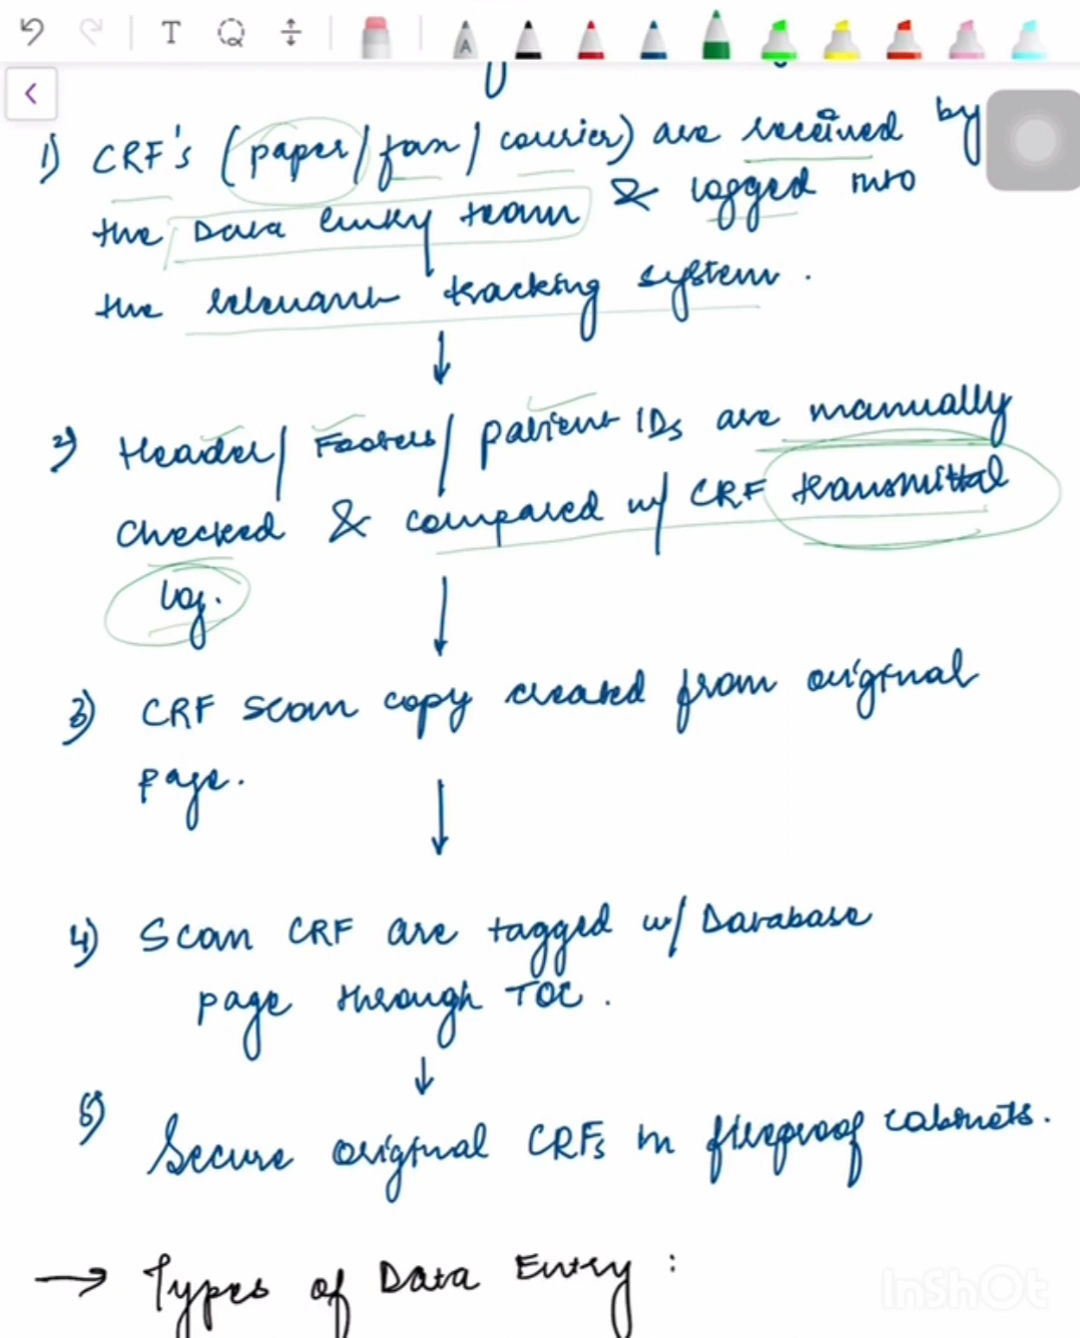 1) CRF's (paper/fax/courier) are received by
the Data Entry team & logged into
the relevant tracking system.
2) Header/ Footers/ patient IDs are manually
checked & compared w/ CRF transmittal
log.
3) CRF scan copy created from original
page.
4) Scan CRF are tagged w/ Database
page through TOC.
5) Secure original CRFs in fireproof cabinets.
→ Types of Data Entry:
InShOt